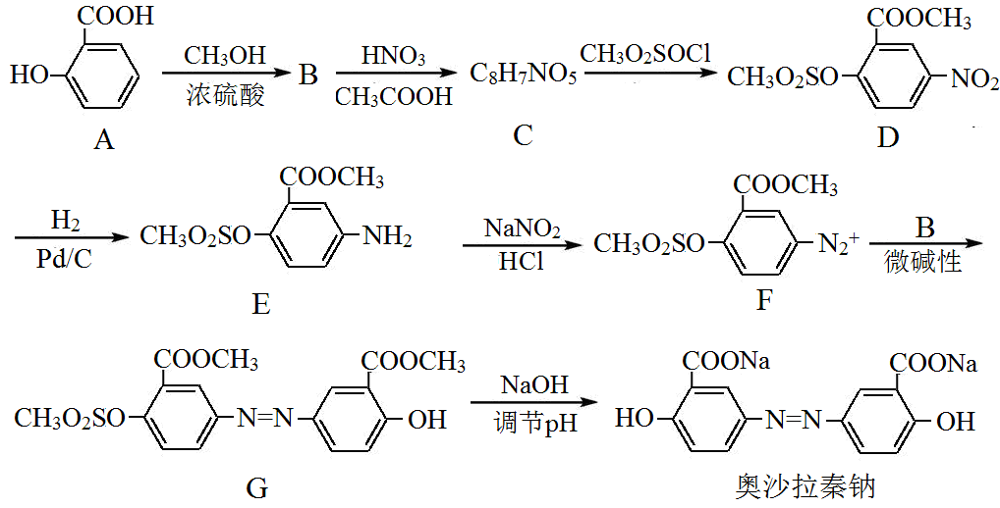 COOH
HO
A
CH₃OH
浓硫酸
B
HNO₃
CH₃COOH
C₈H₇NO₅
C
CH₃O₂SOCl
COOCH₃
CH₃O₂SO
NO₂
D
H₂
Pd/C
COOCH₃
CH₃O₂SO
NH₂
E
NaNO₂
HCl
COOCH₃
CH₃O₂SO
N₂⁺
F
B
微碱性
COOCH₃
CH₃O₂SO
N=N
COOCH₃
OH
G
NaOH
调节pH
COONa
HO
N=N
COONa
OH
奥沙拉秦钠